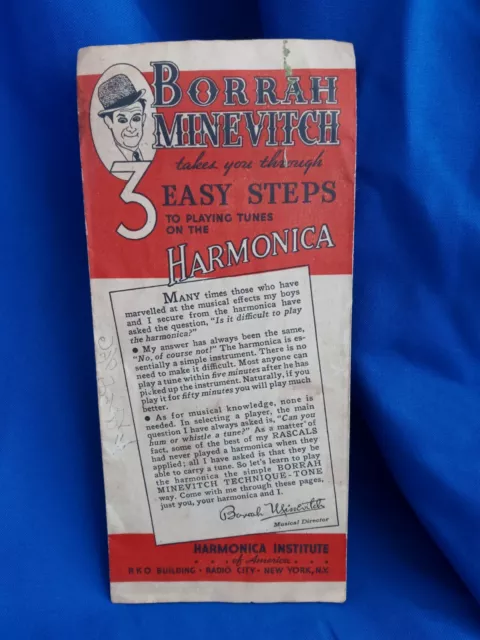 BORRAH
MINEVITCH
takes you through
3 EASY STEPS
TO PLAYING TUNES
ON THE
HARMONICA
MANY times those who have
marvelled at the musical effects my boys
and I secure from the harmonica have
asked the question, "Is it difficult to play
the harmonica?"
● My answer has always been the same,
"No, of course not!" The harmonica is es-
sentially a simple instrument. There is no
need to make it difficult. Most anyone can
play a tune within five minutes after he has
picked up the instrument. Naturally, if you
play it for fifty minutes you will play much
better.
● As for musical knowledge, none is
needed. In selecting a player, the main
question I have always asked is, "Can you
hum or whistle a tune?" As a matter of
fact, some of the best of my RASCALS
had never played a harmonica when they
applied; all I have asked is that they be
able to carry a tune. So let's learn to play
the harmonica the simple BORRAH
MINEVITCH TECHNIQUE-TONE
way. Come with me through these pages,
just you, your harmonica and I.
Borrah Minevitch
Musical Director
HARMONICA INSTITUTE
. . . of America . . .
RKO BUILDING · RADIO CITY · NEW YORK, N.Y.